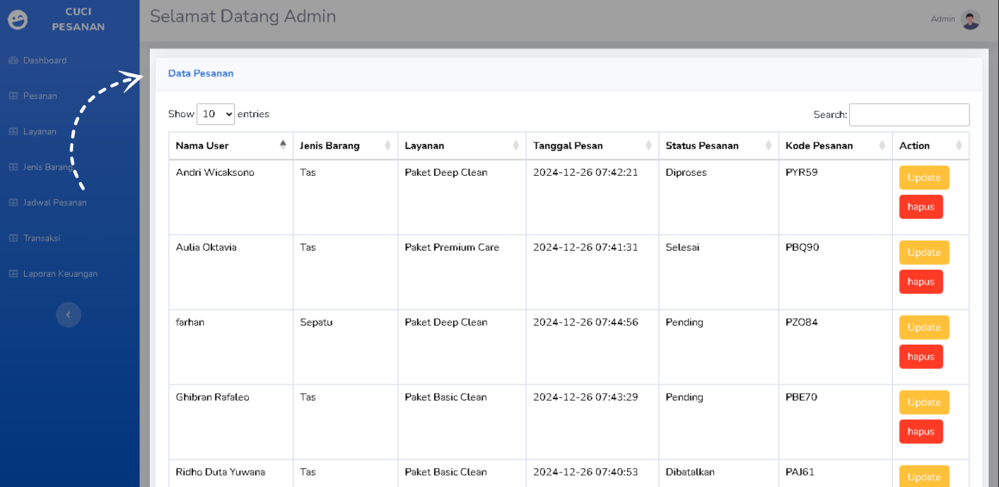 CUCI
PESANAN
Dashboard
Pesanan
Layanan
Jenis Barang
Jadwal Pesanan
Transaksi
Laporan Keuangan
Selamat Datang Admin
Admin
Data Pesanan
Show 10 entries
Search:
Nama User Jenis Barang Layanan Tanggal Pesan Status Pesanan Kode Pesanan Action
Andri Wicaksono Tas Paket Deep Clean 2024-12-26 07:42:21 Diproses PYR59 Update
hapus
Aulia Oktavia Tas Paket Premium Care 2024-12-26 07:41:31 Selesai PBQ90 Update
hapus
farhan Sepatu Paket Deep Clean 2024-12-26 07:44:56 Pending PZO84 Update
hapus
Ghibran Rafaleo Tas Paket Basic Clean 2024-12-26 07:43:29 Pending PBE70 Update
hapus
Ridho Duta Yuwana Tas Paket Basic Clean 2024-12-26 07:40:53 Dibatalkan PAJ61 Update